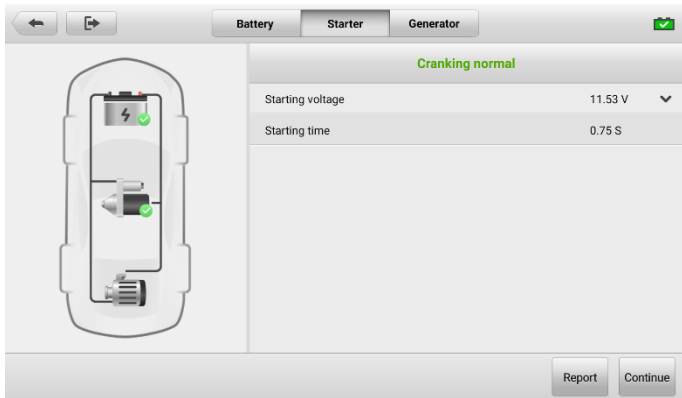 Battery
Starter
Generator
Cranking normal
Starting voltage 11.53 V
Starting time 0.75 S
Report
Continue